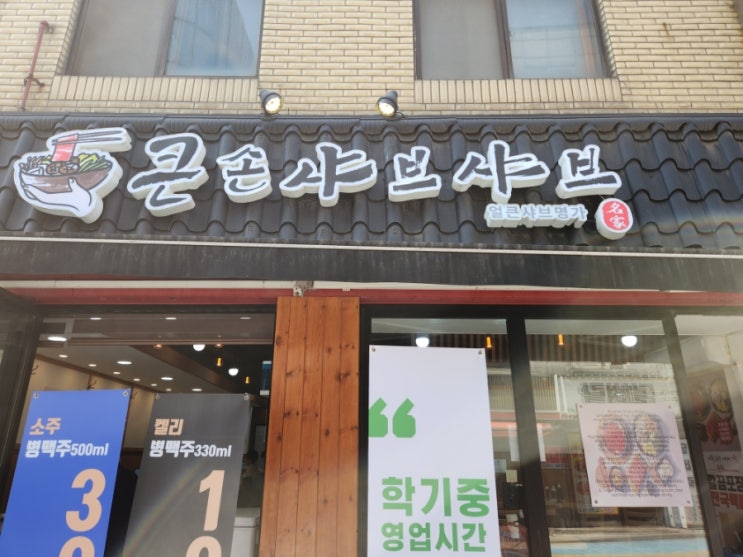 큰손샤브샤브
얼큰샤브명가
名家
소주
병맥주500ml
3
켈리
병맥주330ml
1
“
학기중
영업시간